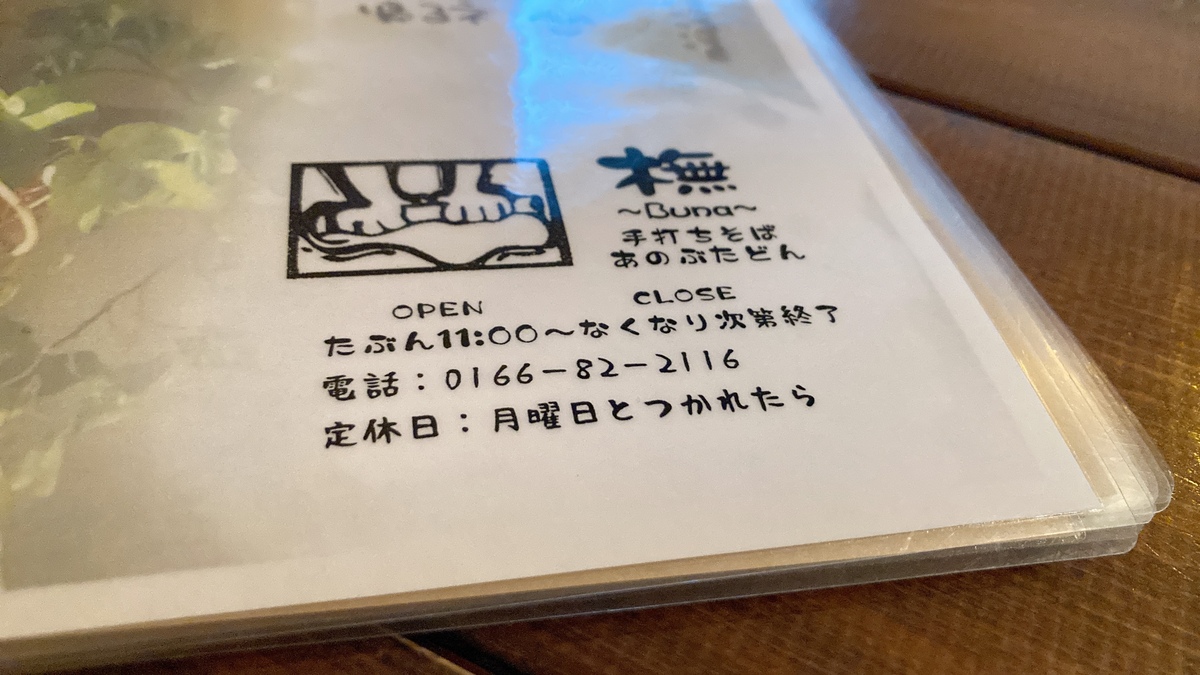 橅
~Buna~
手打ちそば
あのぶたどん
OPEN CLOSE
たぶん11:00～なくなり次第終了
電話：0166-82-2116
定休日：月曜日とつかれたら